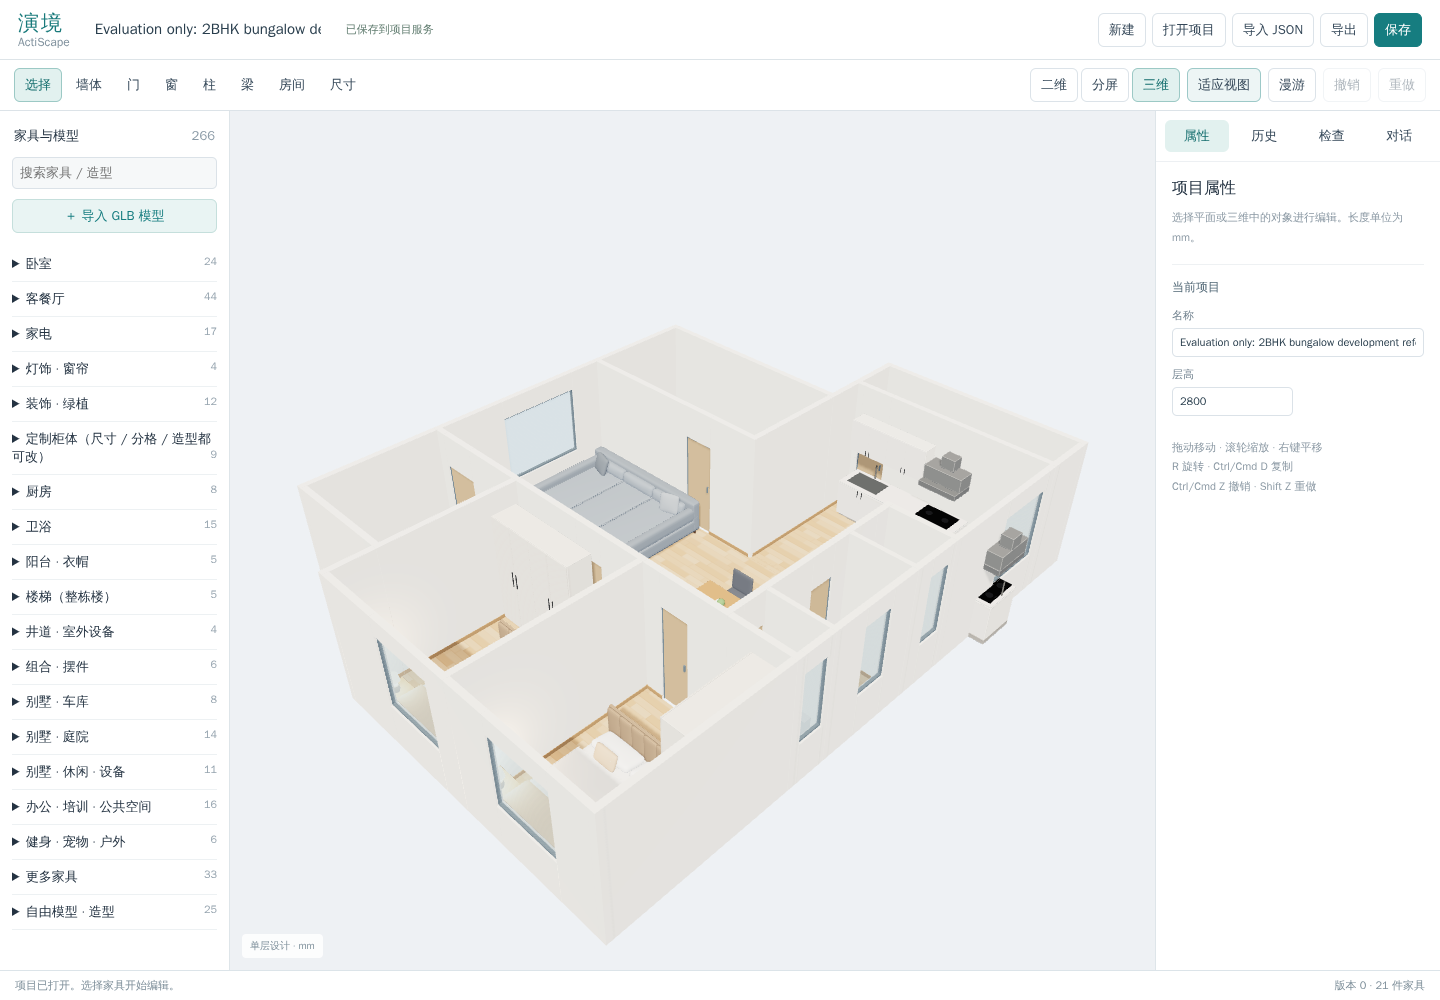 演境
ActiScape
Evaluation only: 2BHK bungalow de
已保存到项目服务
新建
打开项目
导入 JSON
导出
保存
选择
墙体
门
窗
柱
梁
房间
尺寸
二维
分屏
三维
适应视图
漫游
撤销
重做
家具与模型 266
搜索家具 / 造型
+ 导入 GLB 模型
▶ 卧室 24
▶ 客餐厅 44
▶ 家电 17
▶ 灯饰 · 窗帘 4
▶ 装饰 · 绿植 12
▶ 定制柜体（尺寸 / 分格 / 造型都
可改） 9
▶ 厨房 8
▶ 卫浴 15
▶ 阳台 · 衣帽 5
▶ 楼梯（整栋楼） 5
▶ 井道 · 室外设备 4
▶ 组合 · 摆件 6
▶ 别墅 · 车库 8
▶ 别墅 · 庭院 14
▶ 别墅 · 休闲 · 设备 11
▶ 办公 · 培训 · 公共空间 16
▶ 健身 · 宠物 · 户外 6
▶ 更多家具 33
▶ 自由模型 · 造型 25
单层设计 · mm
属性
历史
检查
对话
项目属性
选择平面或三维中的对象进行编辑。长度单位为
mm。
当前项目
名称
Evaluation only: 2BHK bungalow development refe
层高
2800
拖动移动 · 滚轮缩放 · 右键平移
R 旋转 · Ctrl/Cmd D 复制
Ctrl/Cmd Z 撤销 · Shift Z 重做
项目已打开。选择家具开始编辑。
版本 0 · 21 件家具